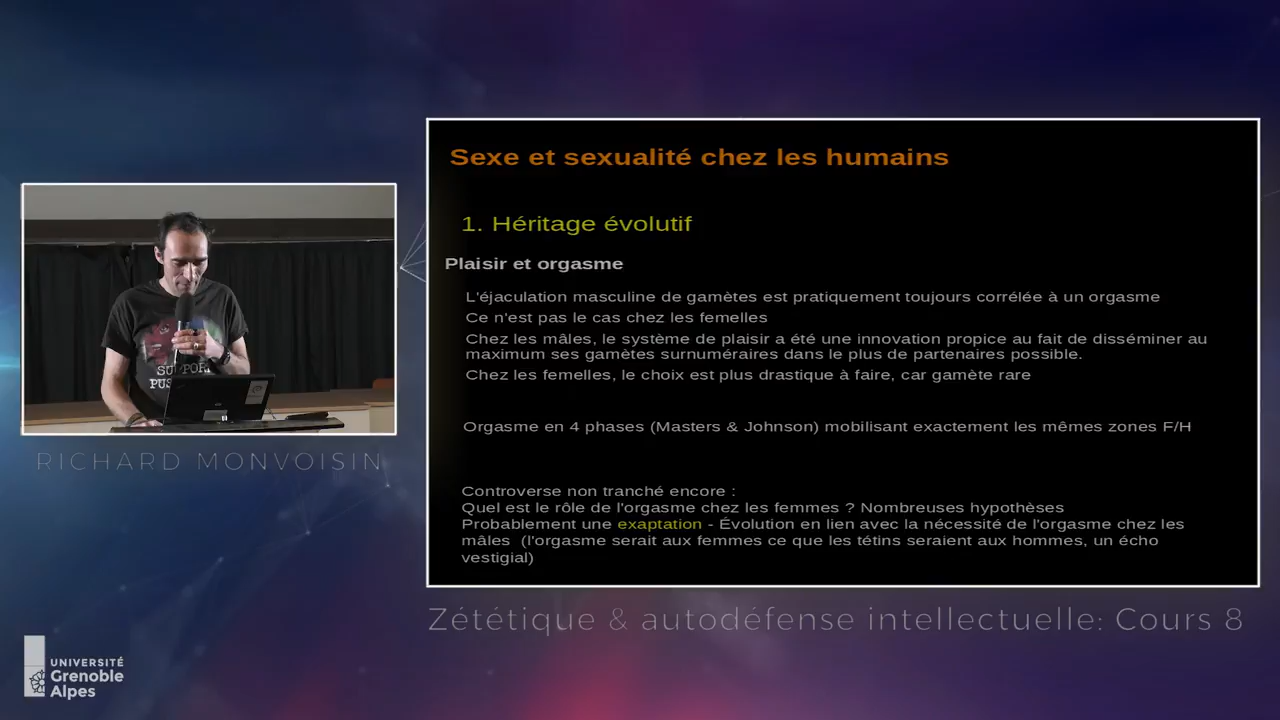 Sexe et sexualité chez les humains
1. Héritage évolutif
Plaisir et orgasme
L'éjaculation masculine de gamètes est pratiquement toujours corrélée à un orgasme
Ce n'est pas le cas chez les femelles
Chez les mâles, le système de plaisir a été une innovation propice au fait de disséminer au
maximum ses gamètes surnuméraires dans le plus de partenaires possible.
Chez les femelles, le choix est plus drastique à faire, car gamète rare
Orgasme en 4 phases (Masters & Johnson) mobilisant exactement les mêmes zones F/H
Controverse non tranché encore :
Quel est le rôle de l'orgasme chez les femmes ? Nombreuses hypothèses
Probablement une exaptation - Évolution en lien avec la nécessité de l'orgasme chez les
mâles (l'orgasme serait aux femmes ce que les tétins seraient aux hommes, un écho
vestigial)
SUPPORT
RICHARD MONVOISIN
Zététique & autodéfense intellectuelle: Cours 8
UNIVERSITÉ
Grenoble
Alpes